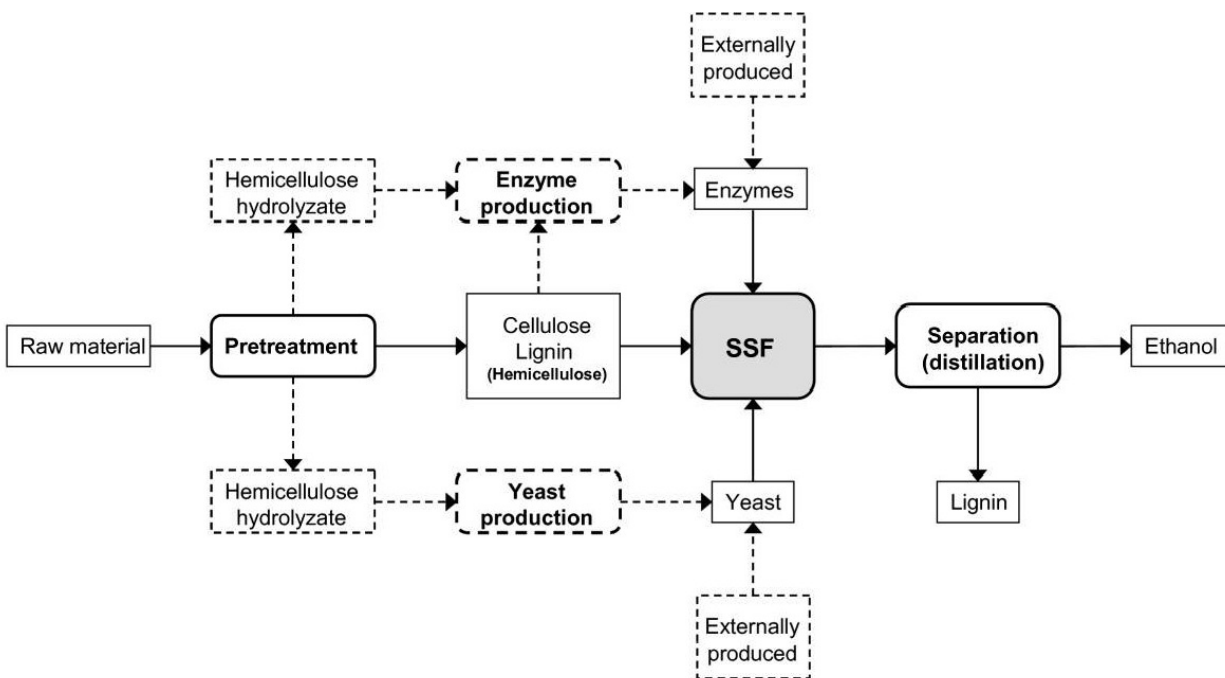 Externally
produced
Hemicellulose
hydrolyzate
Enzyme
production
Enzymes
Raw material
Pretreatment
Cellulose
Lignin
(Hemicellulose)
SSF
Separation
(distillation)
Ethanol
Hemicellulose
hydrolyzate
Yeast
production
Yeast
Lignin
Externally
produced